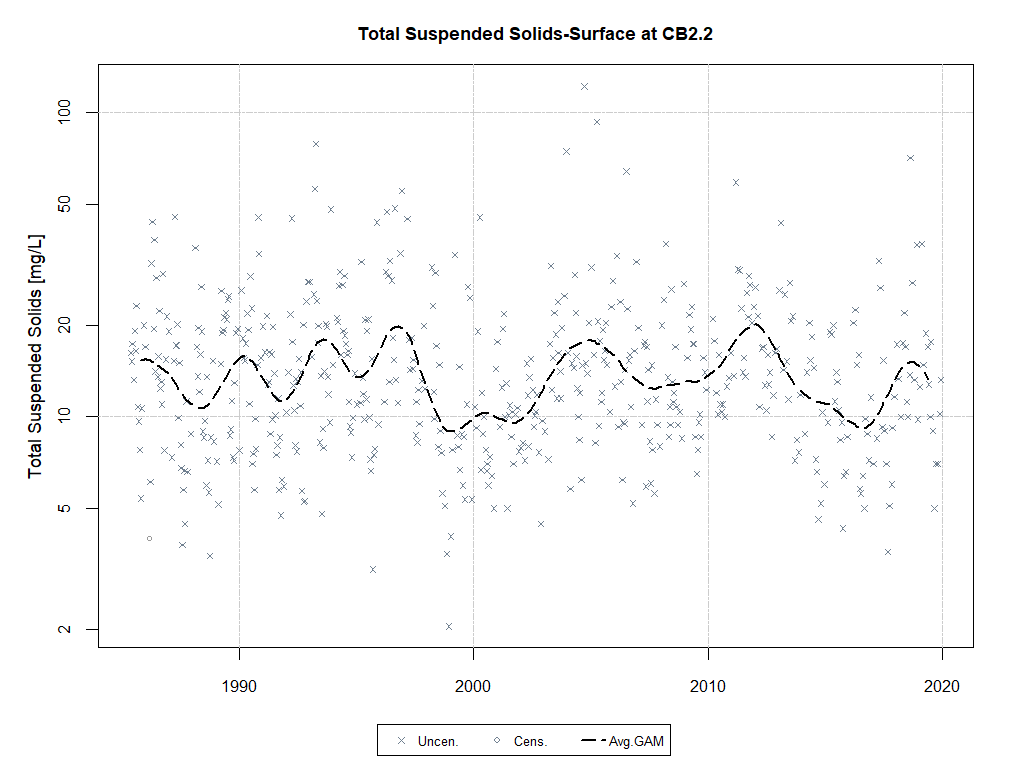 Total Suspended Solids-Surface at CB2.2
Total Suspended Solids [mg/L]
100
50
20
10
5
2
1990 2000 2010 2020
Uncen. Cens. Avg.GAM